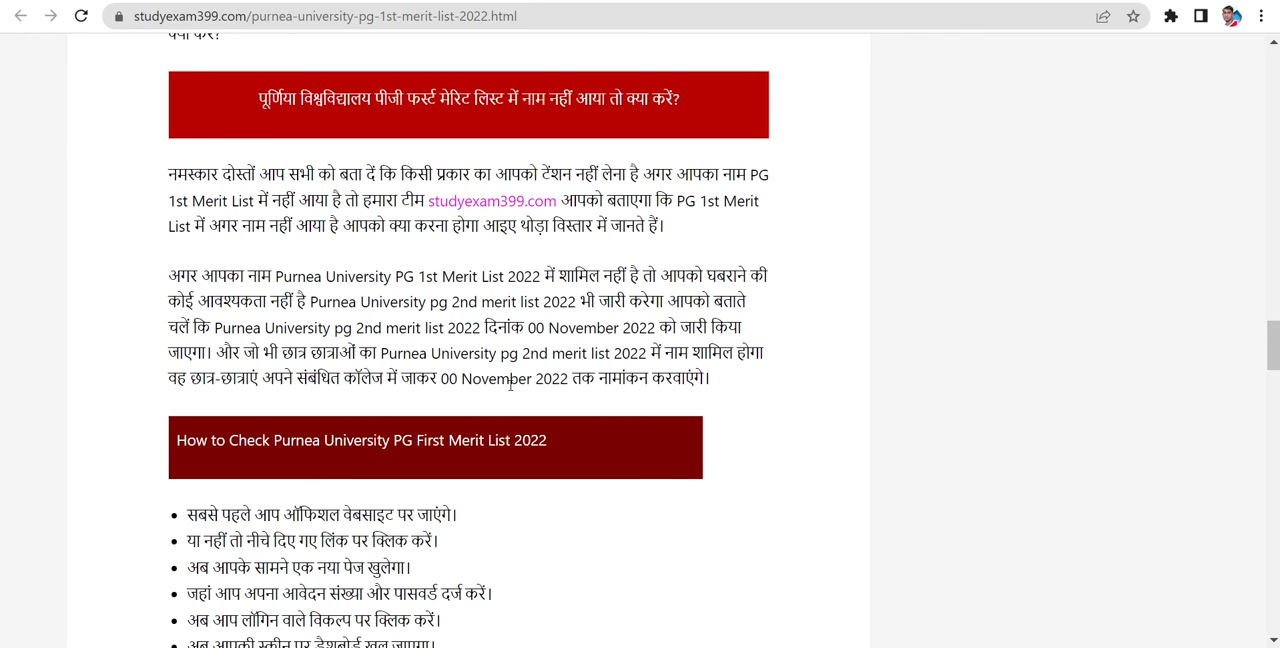 studyexam399.com/purnea-university-pg-1st-merit-list-2022.html
क्या करें?
पूर्णिया विश्वविद्यालय पीजी फर्स्ट मेरिट लिस्ट में नाम नहीं आया तो क्या करें?
नमस्कार दोस्तों आप सभी को बता दें कि किसी प्रकार का आपको टेंशन नहीं लेना है अगर आपका नाम PG
1st Merit List में नहीं आया है तो हमारा टीम studyexam399.com आपको बताएगा कि PG 1st Merit
List में अगर नाम नहीं आया है आपको क्या करना होगा आइए थोड़ा विस्तार में जानते हैं।
अगर आपका नाम Purnea University PG 1st Merit List 2022 में शामिल नहीं है तो आपको घबराने की
कोई आवश्यकता नहीं है Purnea University pg 2nd merit list 2022 भी जारी करेगा आपको बताते
चलें कि Purnea University pg 2nd merit list 2022 दिनांक 00 November 2022 को जारी किया
जाएगा। और जो भी छात्र छात्राओं का Purnea University pg 2nd merit list 2022 में नाम शामिल होगा
वह छात्र-छात्राएं अपने संबंधित कॉलेज में जाकर 00 November 2022 तक नामांकन करवाएंगे।
How to Check Purnea University PG First Merit List 2022
सबसे पहले आप ऑफिशल वेबसाइट पर जाएंगे।
या नहीं तो नीचे दिए गए लिंक पर क्लिक करें।
अब आपके सामने एक नया पेज खुलेगा।
जहां आप अपना आवेदन संख्या और पासवर्ड दर्ज करें।
अब आप लॉगिन वाले विकल्प पर क्लिक करें।
अब आपकी स्क्रीन पर डैशबोर्ड खुल जाएगा।